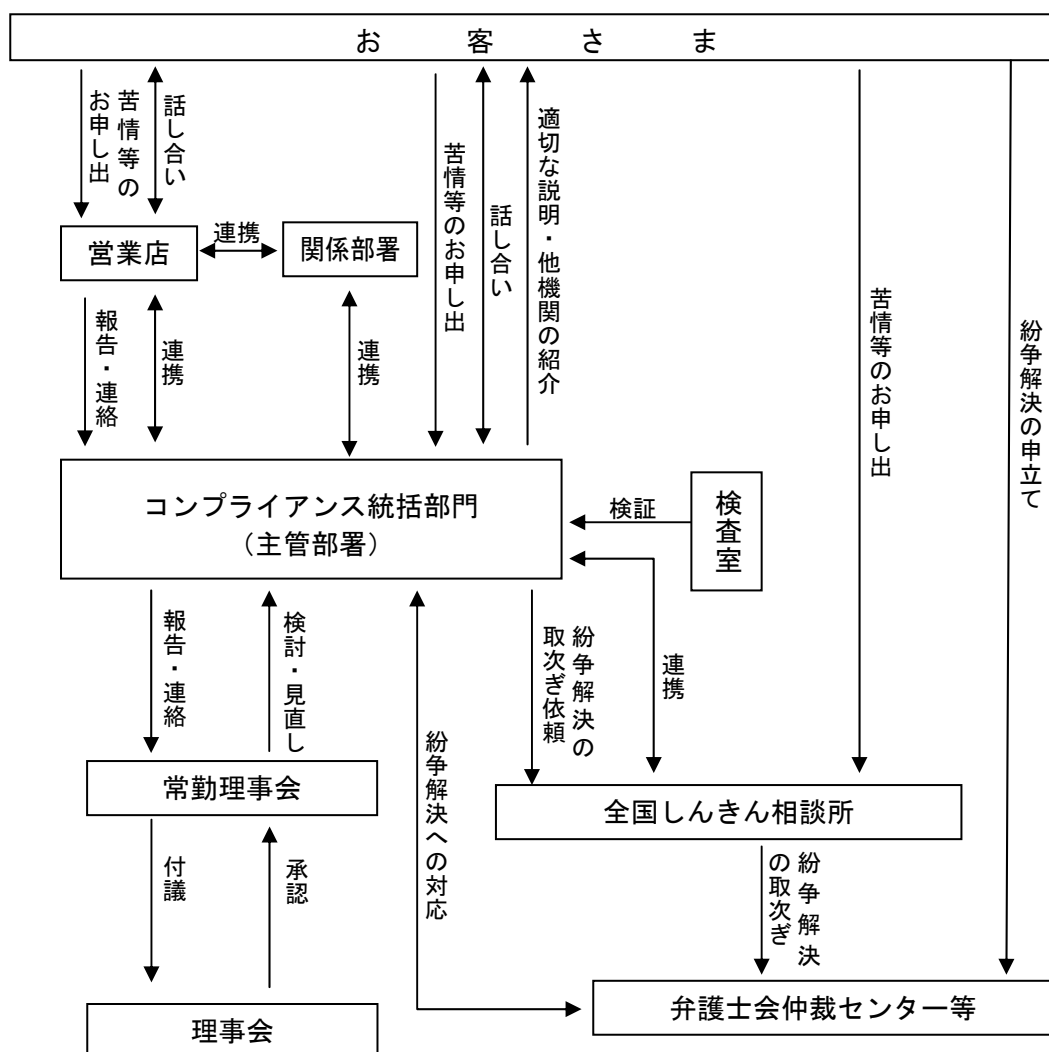 お客さま
苦情等の
お申し出
話し合い
苦情等のお申し出
話し合い
適切な説明・他機関の紹介
苦情等のお申し出
紛争解決の申立て
営業店
連携
関係部署
報告・連絡
連携
連携
コンプライアンス統括部門
（主管部署）
検証
検査室
報告・連絡
検討・見直し
紛争解決への対応
紛争解決の
取次ぎ依頼
連携
常勤理事会
全国しんきん相談所
付議
承認
紛争解決
の取次ぎ
理事会
弁護士会仲裁センター等